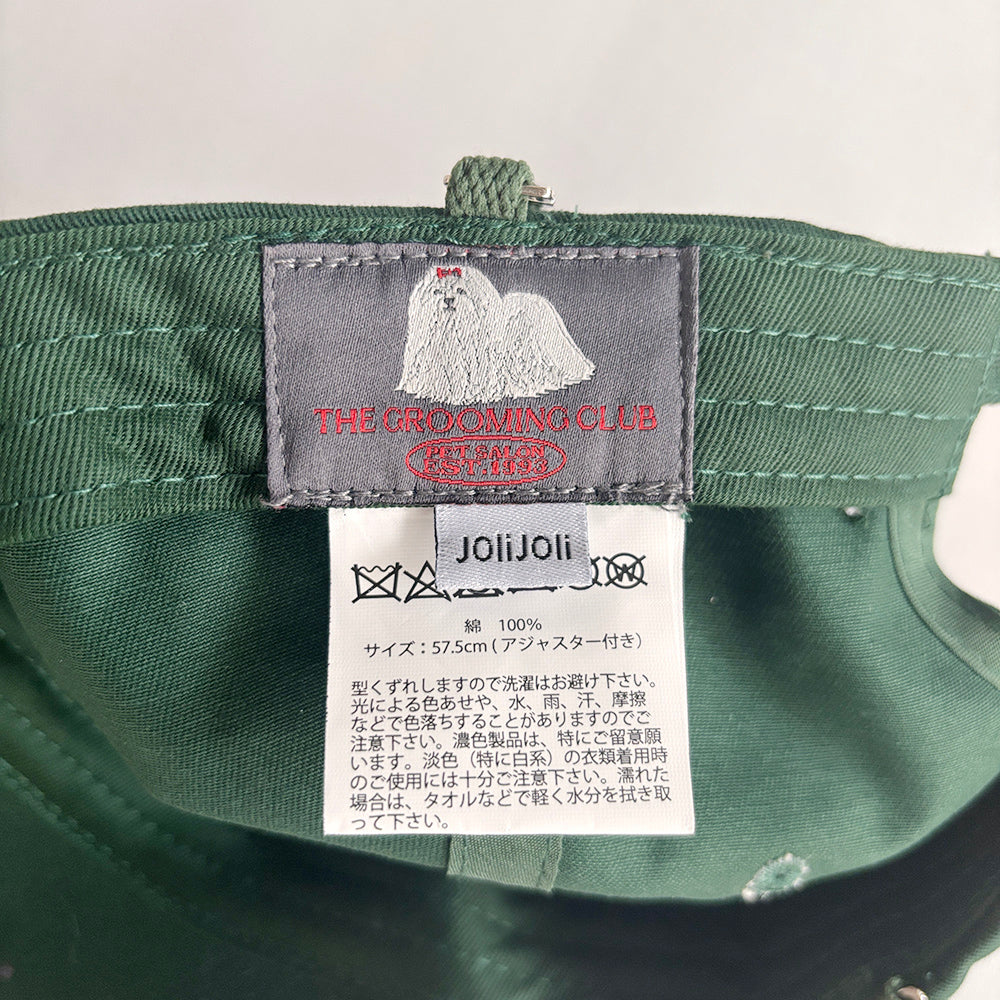 THE GROOMING CLUB
PET SALON
EST.1993
JOliJOli
W
綿 100%
サイズ：57.5cm ( アジャスター付き )
型くずれしますので洗濯はお避け下さい。
光による色あせや、水、雨、汗、摩擦
などで色落ちすることがありますのでご
注意下さい。濃色製品は、特にご留意願
います。淡色（特に白系）の衣類着用時
のご使用には十分ご注意下さい。濡れた
場合は、タオルなどで軽く水分を拭き取
って下さい。